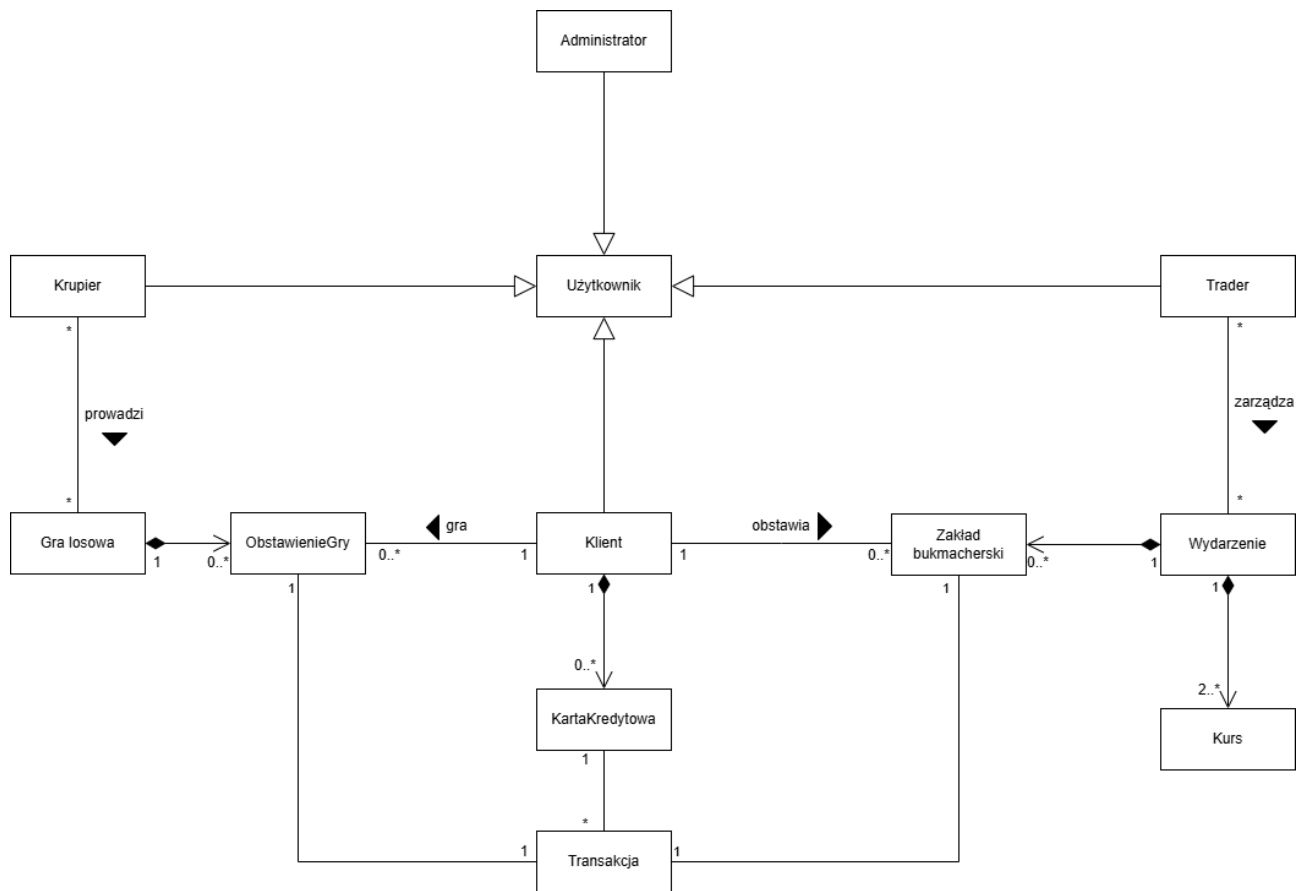 Administrator
Krupier
Użytkownik
Trader
*
*
prowadzi
zarządza
*
*
gra
obstawia
Gra losowa
ObstawienieGry
Klient
Zakład
bukmacherski
Wydarzenie
1
0..*
0..*
1
1
0..*
0..*
1
1
1
1
1
0..*
2..*
KartaKredytowa
Kurs
1
*
1
Transakcja
1